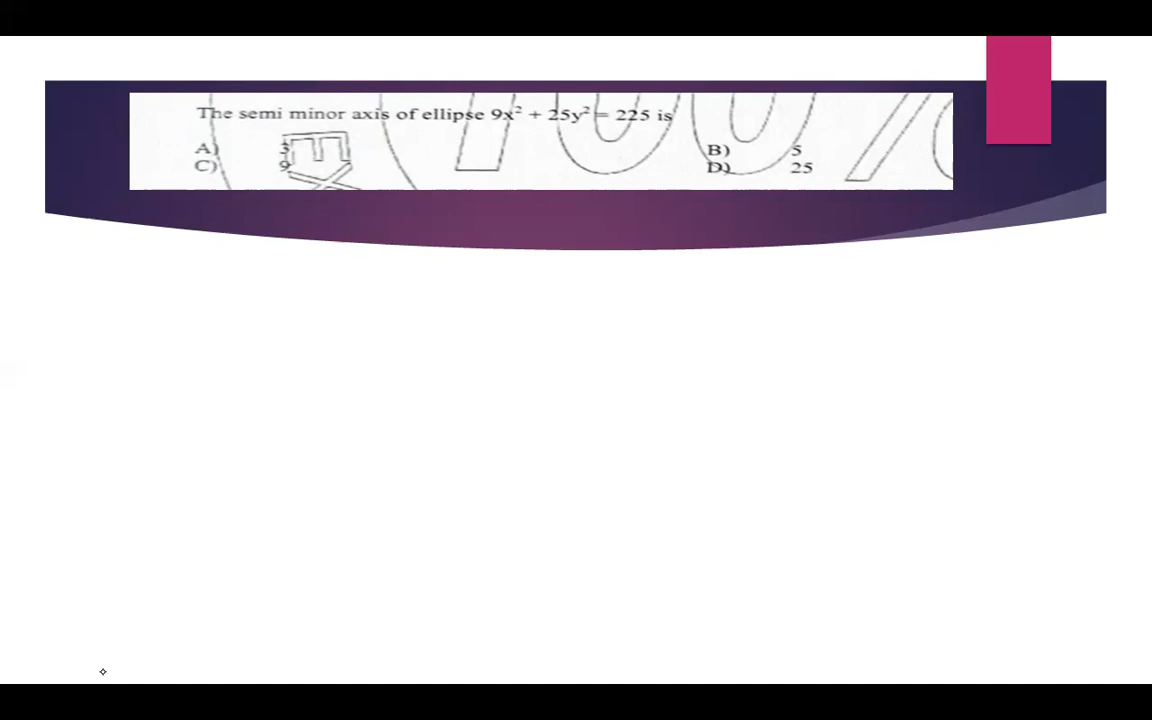 The semi minor axis of ellipse 9x² + 25y² = 225 is
A) 3 B) 5
C) 9 D) 25